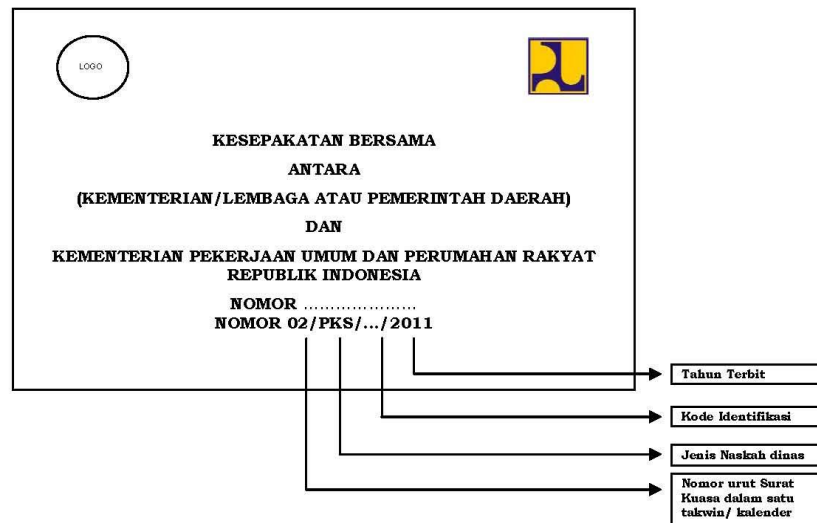 LOGO
KESEPAKATAN BERSAMA
ANTARA
(KEMENTERIAN/LEMBAGA ATAU PEMERINTAH DAERAH)
DAN
KEMENTERIAN PEKERJAAN UMUM DAN PERUMAHAN RAKYAT
REPUBLIK INDONESIA
NOMOR .....................
NOMOR 02/PKS/.../2011
Tahun Terbit
Kode Identifikasi
Jenis Naskah dinas
Nomor urut Surat
Kuasa dalam satu
takwin/ kalender